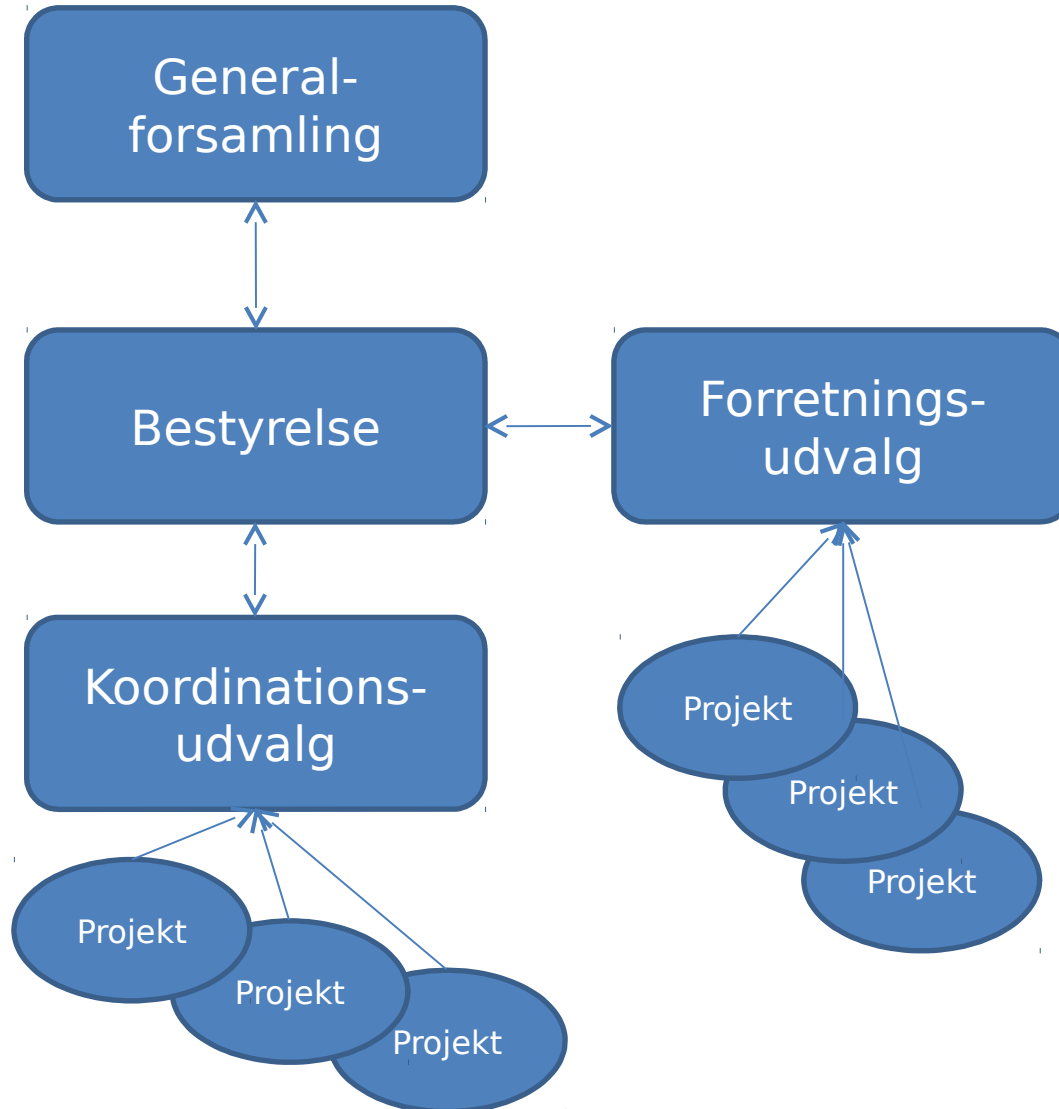 General-
forsamling
Bestyrelse
Forretnings-
udvalg
Koordinations-
udvalg
Projekt
Projekt
Projekt
Projekt
Projekt
Projekt